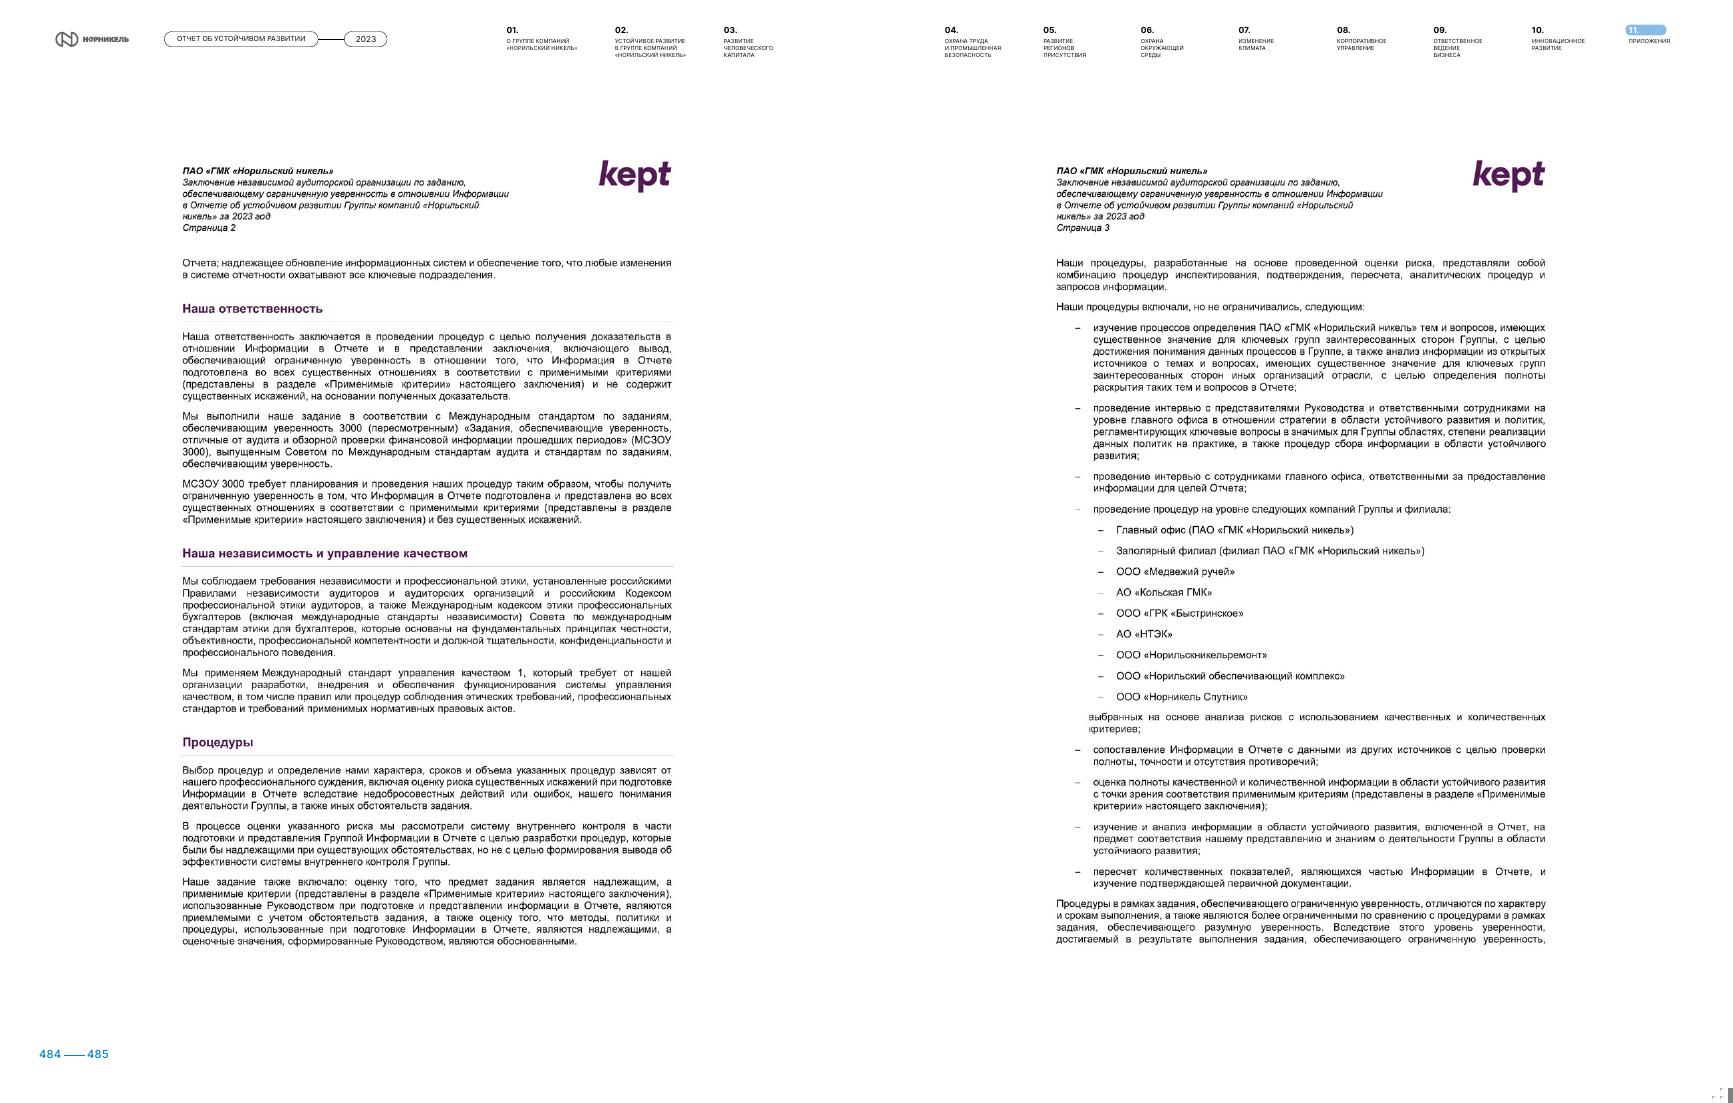 НОРНИКЕЛЬ
ОТЧЕТ ОБ УСТОЙЧИВОМ РАЗВИТИИ
2023
01.
О ГРУППЕ КОМПАНИЙ
«НОРИЛЬСКИЙ НИКЕЛЬ»
02.
УСТОЙЧИВОЕ РАЗВИТИЕ
В ГРУППЕ КОМПАНИЙ
«НОРИЛЬСКИЙ НИКЕЛЬ»
03.
РАЗВИТИЕ
ЧЕЛОВЕЧЕСКОГО
КАПИТАЛА
04.
ОХРАНА ТРУДА
И ПРОМЫШЛЕННАЯ
БЕЗОПАСНОСТЬ
05.
РАЗВИТИЕ
РЕГИОНОВ
ПРИСУТСТВИЯ
06.
ОХРАНА
ОКРУЖАЮЩЕЙ
СРЕДЫ
07.
ИЗМЕНЕНИЕ
КЛИМАТА
08.
КОРПОРАТИВНОЕ
УПРАВЛЕНИЕ
09.
ОТВЕТСТВЕННОЕ
ВЕДЕНИЕ
БИЗНЕСА
10.
ИННОВАЦИОННОЕ
РАЗВИТИЕ
11.
ПРИЛОЖЕНИЯ
ПАО «ГМК «Норильский никель»
Заключение независимой аудиторской организации по заданию,
обеспечивающему ограниченную уверенность в отношении Информации
в Отчете об устойчивом развитии Группы компаний «Норильский
никель» за 2023 год
Страница 2
kept
Отчета; надлежащее обновление информационных систем и обеспечение того, что любые изменения
в системе отчетности охватывают все ключевые подразделения.
Наша ответственность
Наша ответственность заключается в проведении процедур с целью получения доказательств в
отношении Информации в Отчете и в представлении заключения, включающего вывод,
обеспечивающий ограниченную уверенность в отношении того, что Информация в Отчете
подготовлена во всех существенных отношениях в соответствии с применимыми критериями
(представлены в разделе «Применимые критерии» настоящего заключения) и не содержит
существенных искажений, на основании полученных доказательств.
Мы выполнили наше задание в соответствии с Международным стандартом по заданиям,
обеспечивающим уверенность 3000 (пересмотренным) «Задания, обеспечивающие уверенность,
отличные от аудита и обзорной проверки финансовой информации прошедших периодов» (МСЗОУ
3000), выпущенным Советом по Международным стандартам аудита и стандартам по заданиям,
обеспечивающим уверенность.
МСЗОУ 3000 требует планирования и проведения наших процедур таким образом, чтобы получить
ограниченную уверенность в том, что Информация в Отчете подготовлена и представлена во всех
существенных отношениях в соответствии с применимыми критериями (представлены в разделе
«Применимые критерии» настоящего заключения) и без существенных искажений.
Наша независимость и управление качеством
Мы соблюдаем требования независимости и профессиональной этики, установленные российскими
Правилами независимости аудиторов и аудиторских организаций и российским Кодексом
профессиональной этики аудиторов, а также Международным кодексом этики профессиональных
бухгалтеров (включая международные стандарты независимости) Совета по международным
стандартам этики для бухгалтеров, которые основаны на фундаментальных принципах честности,
объективности, профессиональной компетентности и должной тщательности, конфиденциальности и
профессионального поведения.
Мы применяем Международный стандарт управления качеством 1, который требует от нашей
организации разработки, внедрения и обеспечения функционирования системы управления
качеством, в том числе правил или процедур соблюдения этических требований, профессиональных
стандартов и требований применимых нормативных правовых актов.
Процедуры
Выбор процедур и определение нами характера, сроков и объема указанных процедур зависят от
нашего профессионального суждения, включая оценку риска существенных искажений при подготовке
Информации в Отчете вследствие недобросовестных действий или ошибок, нашего понимания
деятельности Группы, а также иных обстоятельств задания.
В процессе оценки указанного риска мы рассмотрели систему внутреннего контроля в части
подготовки и представления Группой Информации в Отчете с целью разработки процедур, которые
были бы надлежащими при существующих обстоятельствах, но не с целью формирования вывода об
эффективности системы внутреннего контроля Группы.
Наше задание также включало: оценку того, что предмет задания является надлежащим, а
применимые критерии (представлены в разделе «Применимые критерии» настоящего заключения),
использованные Руководством при подготовке и представлении информации в Отчете, являются
приемлемыми с учетом обстоятельств задания, а также оценку того, что методы, политики и
процедуры, использованные при подготовке Информации в Отчете, являются надлежащими, а
оценочные значения, сформированные Руководством, являются обоснованными.
ПАО «ГМК «Норильский никель»
Заключение независимой аудиторской организации по заданию,
обеспечивающему ограниченную уверенность в отношении Информации
в Отчете об устойчивом развитии Группы компаний «Норильский
никель» за 2023 год
Страница 3
kept
Наши процедуры, разработанные на основе проведенной оценки риска, представляли собой
комбинацию процедур инспектирования, подтверждения, пересчета, аналитических процедур и
запросов информации.
Наши процедуры включали, но не ограничивались, следующим:
– изучение процессов определения ПАО «ГМК «Норильский никель» тем и вопросов, имеющих
существенное значение для ключевых групп заинтересованных сторон Группы, с целью
достижения понимания данных процессов в Группе, а также анализ информации из открытых
источников о темах и вопросах, имеющих существенное значение для ключевых групп
заинтересованных сторон иных организаций отрасли, с целью определения полноты
раскрытия таких тем и вопросов в Отчете;
– проведение интервью с представителями Руководства и ответственными сотрудниками на
уровне главного офиса в отношении стратегии в области устойчивого развития и политик,
регламентирующих ключевые вопросы в значимых для Группы областях, степени реализации
данных политик на практике, а также процедур сбора информации в области устойчивого
развития;
– проведение интервью с сотрудниками главного офиса, ответственными за предоставление
информации для целей Отчета;
– проведение процедур на уровне следующих компаний Группы и филиала:
– Главный офис (ПАО «ГМК «Норильский никель»)
– Заполярный филиал (филиал ПАО «ГМК «Норильский никель»)
– ООО «Медвежий ручей»
– АО «Кольская ГМК»
– ООО «ГРК «Быстринское»
– АО «НТЭК»
– ООО «Норильскникельремонт»
– ООО «Норильский обеспечивающий комплекс»
– ООО «Норникель Спутник»
выбранных на основе анализа рисков с использованием качественных и количественных
критериев;
– сопоставление Информации в Отчете с данными из других источников с целью проверки
полноты, точности и отсутствия противоречий;
– оценка полноты качественной и количественной информации в области устойчивого развития
с точки зрения соответствия применимым критериям (представлены в разделе «Применимые
критерии» настоящего заключения);
– изучение и анализ информации в области устойчивого развития, включенной в Отчет, на
предмет соответствия нашему представлению и знаниям о деятельности Группы в области
устойчивого развития;
– пересчет количественных показателей, являющихся частью Информации в Отчете, и
изучение подтверждающей первичной документации.
Процедуры в рамках задания, обеспечивающего ограниченную уверенность, отличаются по характеру
и срокам выполнения, а также являются более ограниченными по сравнению с процедурами в рамках
задания, обеспечивающего разумную уверенность. Вследствие этого уровень уверенности,
достигаемый в результате выполнения задания, обеспечивающего ограниченную уверенность,
484 — 485